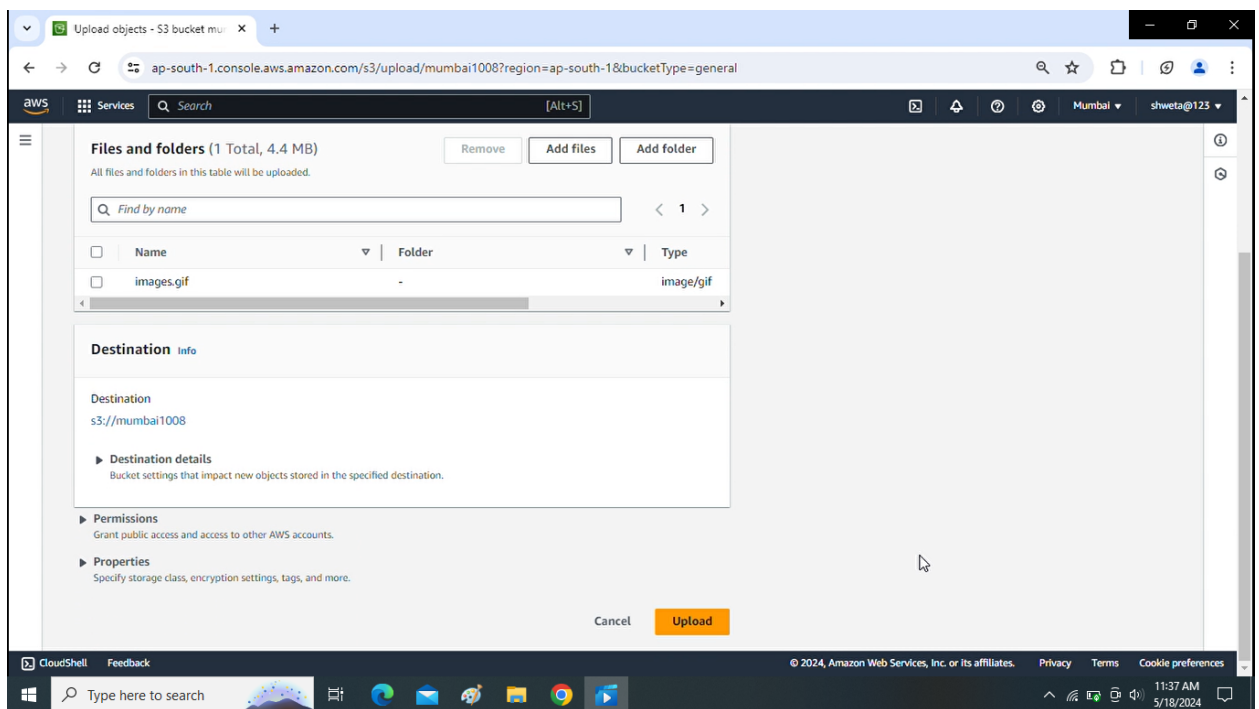 Upload objects - S3 bucket mu
ap-south-1.console.aws.amazon.com/s3/upload/mumbai1008?region=ap-south-1&bucketType=general
aws Services Search [Alt+S] Mumbai shweta@123
Files and folders (1 Total, 4.4 MB) Remove Add files Add folder
All files and folders in this table will be uploaded.
Find by name 1
Name Folder Type
images.gif - image/gif
Destination Info
Destination
s3://mumbai1008
Destination details
Bucket settings that impact new objects stored in the specified destination.
Permissions
Grant public access and access to other AWS accounts.
Properties
Specify storage class, encryption settings, tags, and more.
Cancel Upload
CloudShell Feedback © 2024, Amazon Web Services, Inc. or its affiliates. Privacy Terms Cookie preferences
Type here to search 11:37 AM
5/18/2024